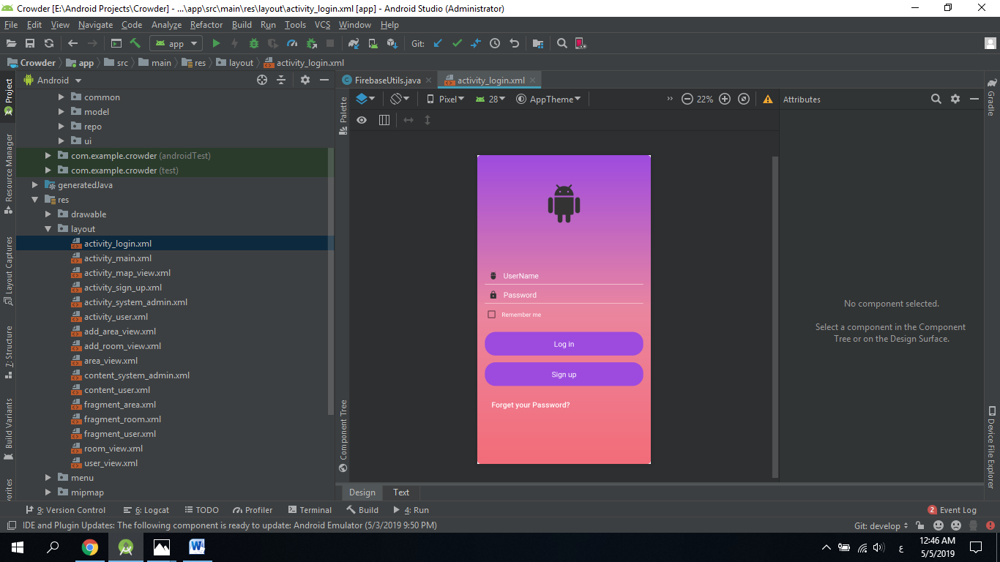 Crowder [E:\Android Projects\Crowder] - ...\app\src\main\res\layout\activity_login.xml [app] - Android Studio (Administrator)
File Edit View Navigate Code Analyze Refactor Build Run Tools VCS Window Help
app Git:
Crowder app src main res layout activity_login.xml
Android
FirebaseUtils.java activity_login.xml
Project
Resource Manager
Layout Captures
7: Structure
Build Variants
common
model
repo
ui
com.example.crowder (androidTest)
com.example.crowder (test)
generatedJava
res
drawable
layout
activity_login.xml
activity_main.xml
activity_map_view.xml
activity_sign_up.xml
activity_system_admin.xml
activity_user.xml
add_area_view.xml
add_room_view.xml
area_view.xml
content_system_admin.xml
content_user.xml
fragment_area.xml
fragment_room.xml
fragment_user.xml
room_view.xml
user_view.xml
menu
mipmap
Palette
Component Tree
Pixel 28 AppTheme » 22%
UserName
Password
Remember me
Log in
Sign up
Forget your Password?
Design Text
Attributes
No component selected.
Select a component in the Component
Tree or on the Design Surface.
Gradle
Device File Explorer
9: Version Control 6: Logcat TODO Profiler Terminal Build 4: Run 2 Event Log
IDE and Plugin Updates: The following component is ready to update: Android Emulator (5/3/2019 9:50 PM) Git: develop
ع
12:46 AM
5/5/2019